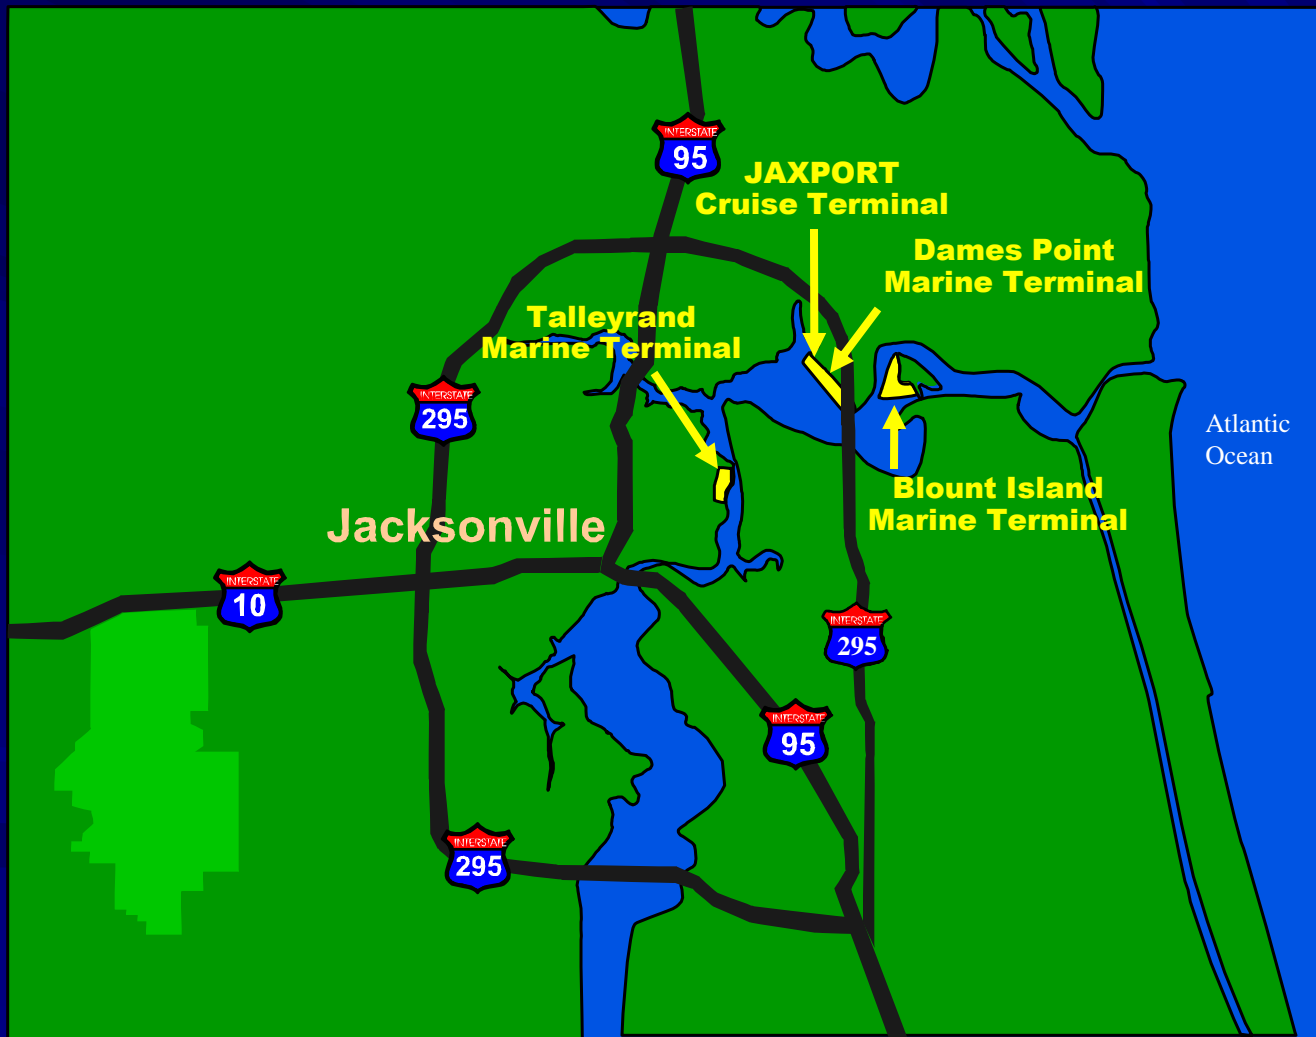 INTERSTATE
95
JAXPORT
Cruise Terminal
Dames Point
Marine Terminal
Talleyrand
Marine Terminal
INTERSTATE
295
Atlantic
Ocean
Blount Island
Marine Terminal
Jacksonville
INTERSTATE
10
INTERSTATE
295
INTERSTATE
95
INTERSTATE
295